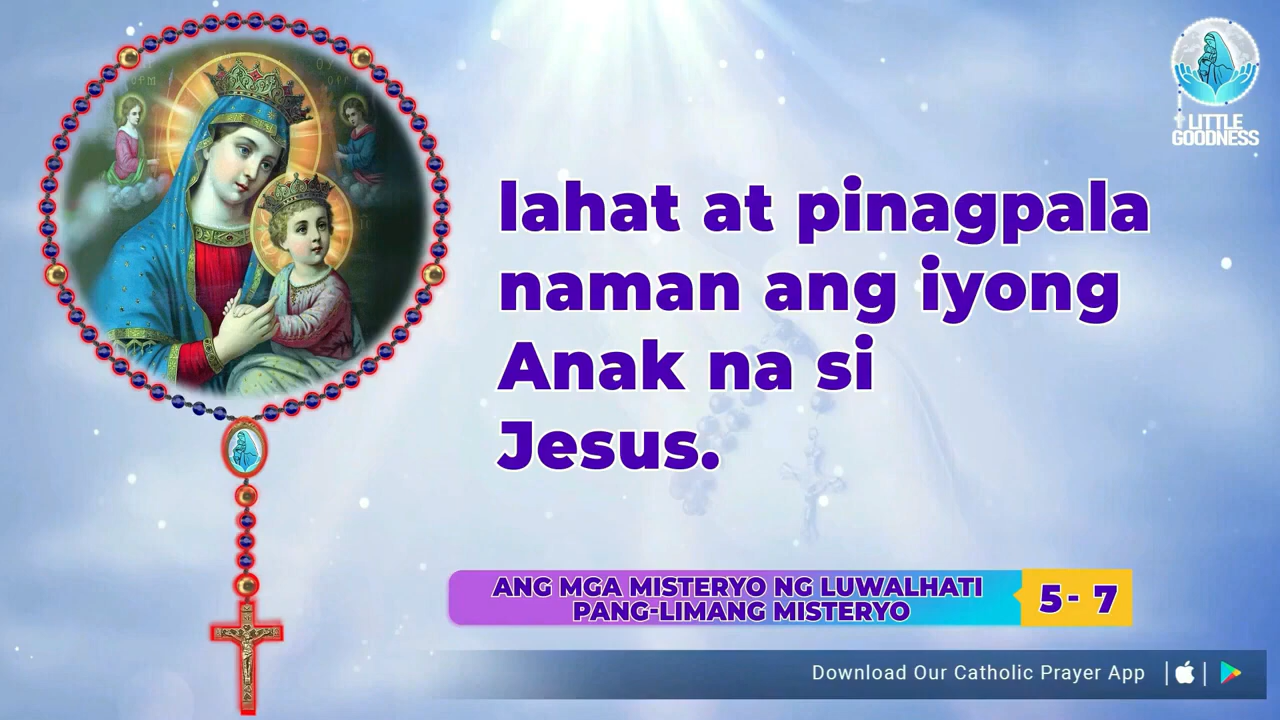 LITTLE
GOODNESS
lahat at pinagpala
naman ang iyong
Anak na si
Jesus.
ANG MGA MISTERYO NG LUWALHATI
PANG-LIMANG MISTERYO
5 - 7
Download Our Catholic Prayer App